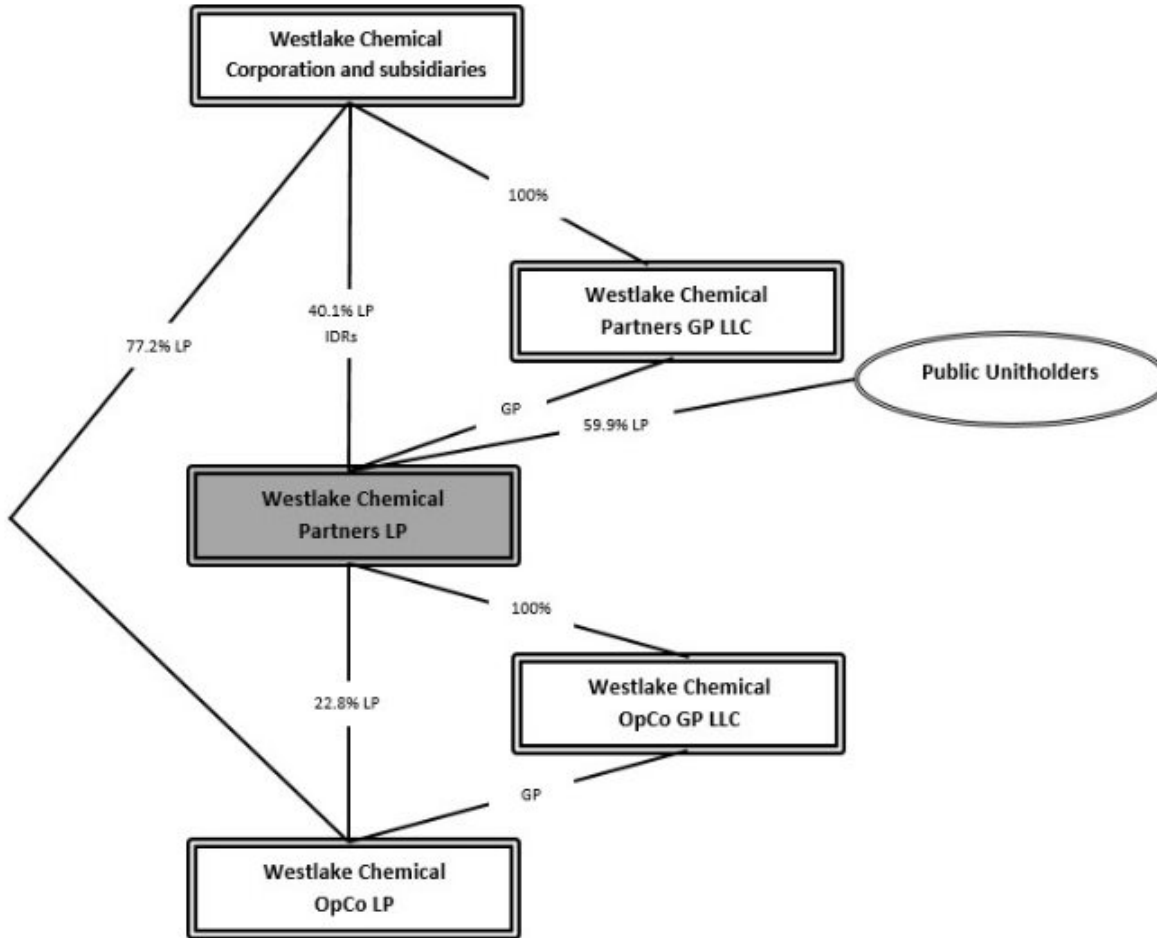 Westlake Chemical
Corporation and subsidiaries
100%
Westlake Chemical
Partners GP LLC
40.1% LP
IDRs
77.2% LP
Public Unitholders
GP
59.9% LP
Westlake Chemical
Partners LP
100%
Westlake Chemical
OpCo GP LLC
22.8% LP
GP
Westlake Chemical
OpCo LP